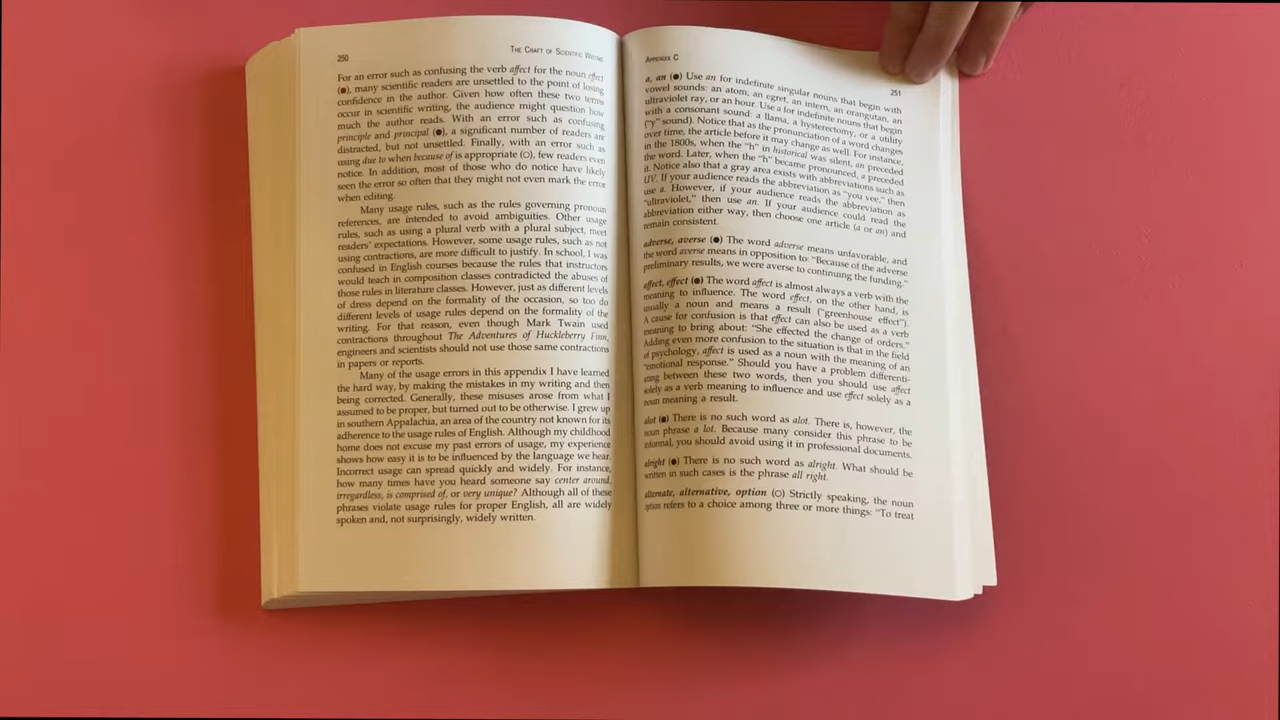 250
THE CRAFT OF SCIENTIFIC WRITING
For an error such as confusing the verb affect for the noun effect
(●), many scientific readers are unsettled to the point of losing
confidence in the author. Given how often these two terms
occur in scientific writing, the audience might question how
much the author reads. With an error such as confusing
principle and principal (●), a significant number of readers are
distracted, but not unsettled. Finally, with an error such as
using due to when because of is appropriate (○), few readers even
notice. In addition, most of those who do notice have likely
seen the error so often that they might not even mark the error
when editing.
Many usage rules, such as the rules governing pronoun
references, are intended to avoid ambiguities. Other usage
rules, such as using a plural verb with a plural subject, meet
readers' expectations. However, some usage rules, such as not
using contractions, are more difficult to justify. In school, I was
confused in English courses because the rules that instructors
would teach in composition classes contradicted the abuses of
those rules in literature classes. However, just as different levels
of dress depend on the formality of the occasion, so too do
different levels of usage rules depend on the formality of the
writing. For that reason, even though Mark Twain used
contractions throughout The Adventures of Huckleberry Finn,
engineers and scientists should not use those same contractions
in papers or reports.
Many of the usage errors in this appendix I have learned
the hard way, by making the mistakes in my writing and then
being corrected. Generally, these misuses arose from what I
assumed to be proper, but turned out to be otherwise. I grew up
in southern Appalachia, an area of the country not known for its
adherence to the usage rules of English. Although my childhood
home does not excuse my past errors of usage, my experience
shows how easy it is to be influenced by the language we hear.
Incorrect usage can spread quickly and widely. For instance,
how many times have you heard someone say center around,
irregardless, is comprised of, or very unique? Although all of these
phrases violate usage rules for proper English, all are widely
spoken and, not surprisingly, widely written.
APPENDIX C
251
a, an (●) Use an for indefinite singular nouns that begin with
vowel sounds: an atom, an egret, an intern, an orangutan, an
ultraviolet ray, or an hour. Use a for indefinite nouns that begin
with a consonant sound: a llama, a hysterectomy, or a utility
("y" sound). Notice that as the pronunciation of a word changes
over time, the article before it may change as well. For instance,
in the 1800s, when the "h" in historical was silent, an preceded
the word. Later, when the "h" became pronounced, a preceded
it. Notice also that a gray area exists with abbreviations such as
UV. If your audience reads the abbreviation as "you vee," then
use a. However, if your audience reads the abbreviation as
"ultraviolet," then use an. If your audience could read the
abbreviation either way, then choose one article (a or an) and
remain consistent.
adverse, averse (●) The word adverse means unfavorable, and
the word averse means in opposition to: "Because of the adverse
preliminary results, we were averse to continuing the funding."
affect, effect (●) The word affect is almost always a verb with the
meaning to influence. The word effect, on the other hand, is
usually a noun and means a result ("greenhouse effect").
A cause for confusion is that effect can also be used as a verb
meaning to bring about: "She effected the change of orders."
Adding even more confusion to the situation is that in the field
of psychology, affect is used as a noun with the meaning of an
"emotional response." Should you have a problem differenti-
ating between these two words, then you should use affect
solely as a verb meaning to influence and use effect solely as a
noun meaning a result.
alot (●) There is no such word as alot. There is, however, the
noun phrase a lot. Because many consider this phrase to be
informal, you should avoid using it in professional documents.
alright (●) There is no such word as alright. What should be
written in such cases is the phrase all right.
alternate, alternative, option (○) Strictly speaking, the noun
option refers to a choice among three or more things: "To treat